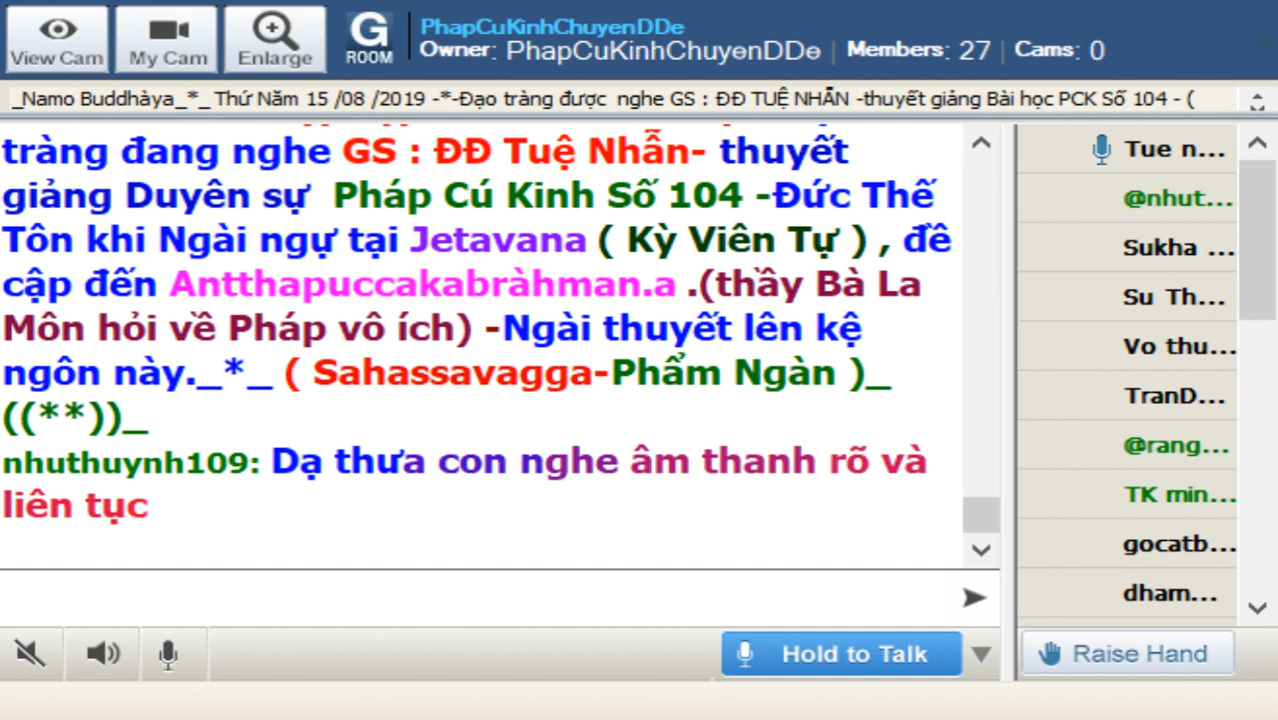 View Cam
My Cam
Enlarge
G ROOM
PhapCuKinhChuyenDDe
Owner: PhapCuKinhChuyenDDe | Members: 27 | Cams: 0
_Namo Buddhàya_*_ Thứ Năm 15 /08 /2019 -*-Đạo tràng được nghe GS : ĐĐ TUỆ NHẪN -thuyết giảng Bài học PCK Số 104 - (
tràng đang nghe GS : ĐĐ Tuệ Nhẫn- thuyết
giảng Duyên sự Pháp Cú Kinh Số 104 -Đức Thế
Tôn khi Ngài ngự tại Jetavana ( Kỳ Viên Tự ) , đề
cập đến Antthapuccakabràhman.a .(thầy Bà La
Môn hỏi về Pháp vô ích) -Ngài thuyết lên kệ
ngôn này._*_ ( Sahassavagga-Phẩm Ngàn )_
((**))_
nhuthuynh109: Dạ thưa con nghe âm thanh rõ và
liên tục
Tue n...
@nhut...
Sukha ...
Su Th...
Vo thu...
TranD...
@rang...
TK min...
gocatb...
dham...
Hold to Talk
Raise Hand